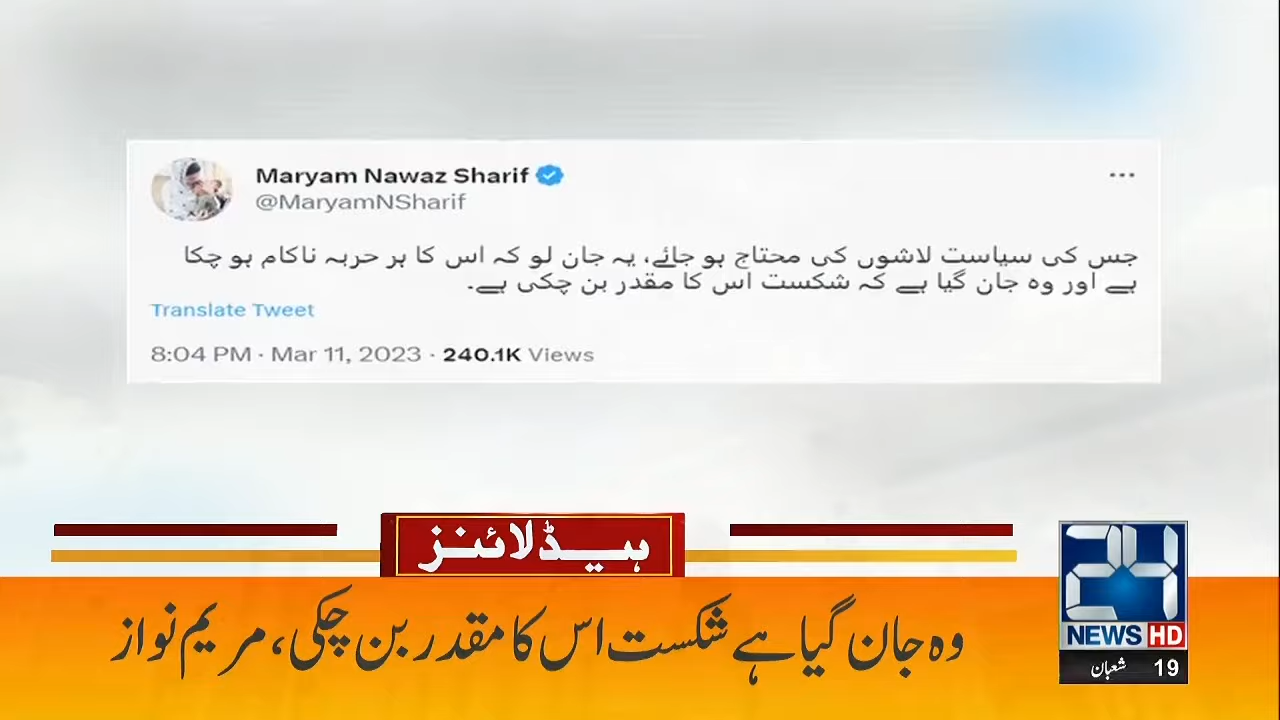 Maryam Nawaz Sharif
@MaryamNSharif
جس کی سیاست لاشوں کی محتاج ہو جائے، یہ جان لو کہ اس کا ہر حربہ ناکام ہو چکا
ہے اور وہ جان گیا ہے کہ شکست اس کا مقدر بن چکی ہے۔
Translate Tweet
8:04 PM · Mar 11, 2023 · 240.1K Views
ہیڈلائنز
وہ جان گیا ہے شکست اس کا مقدر بن چکی، مریم نواز
24
NEWS HD
19 شعبان